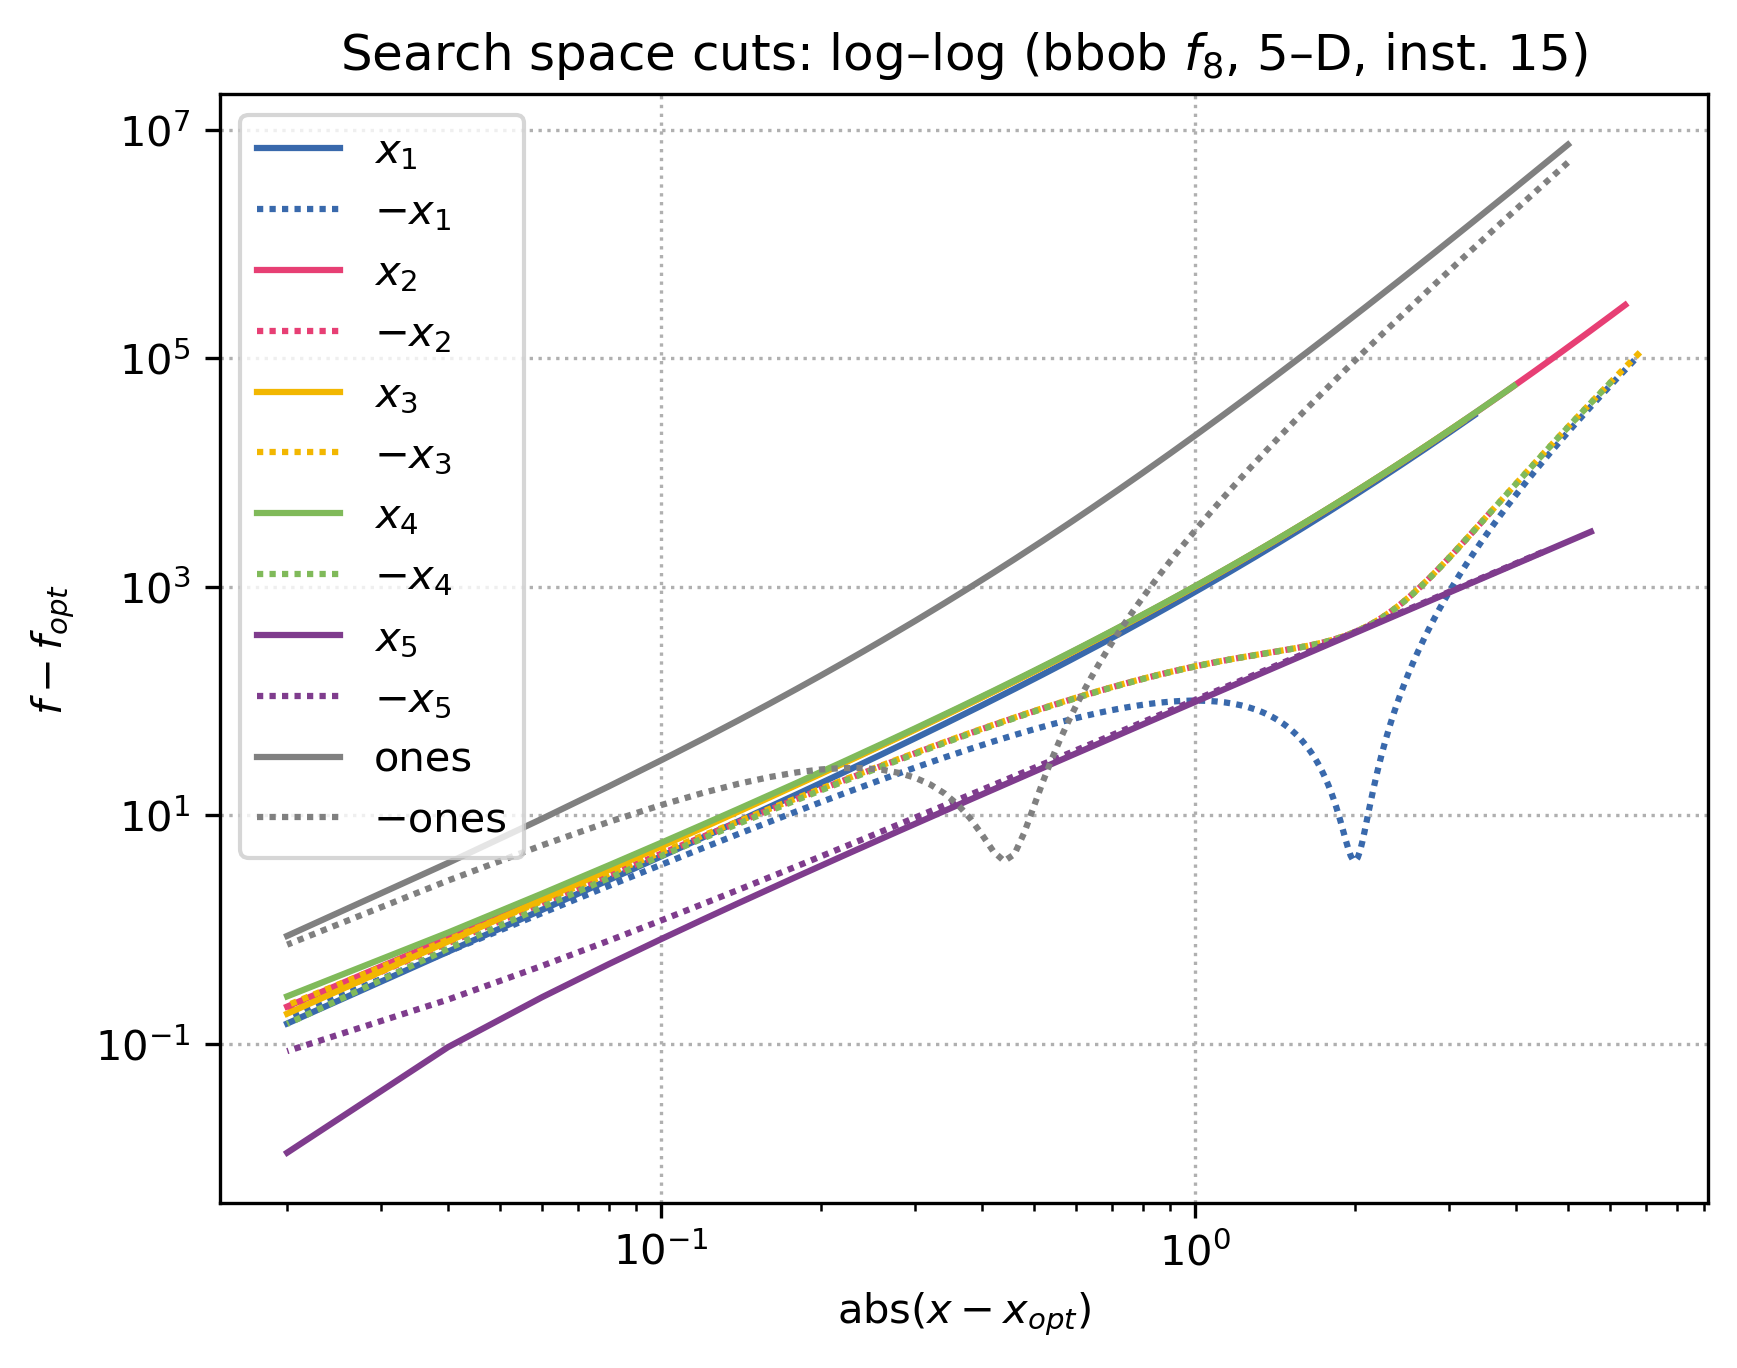 Search space cuts: log–log (bbob $f_8$, 5–D, inst. 15)
$10^7$
$10^5$
$10^3$
$10^1$
$10^{-1}$
$f - f_{opt}$
$x_1$
$-x_1$
$x_2$
$-x_2$
$x_3$
$-x_3$
$x_4$
$-x_4$
$x_5$
$-x_5$
ones
−ones
$10^{-1}$
$10^0$
abs($x - x_{opt}$)